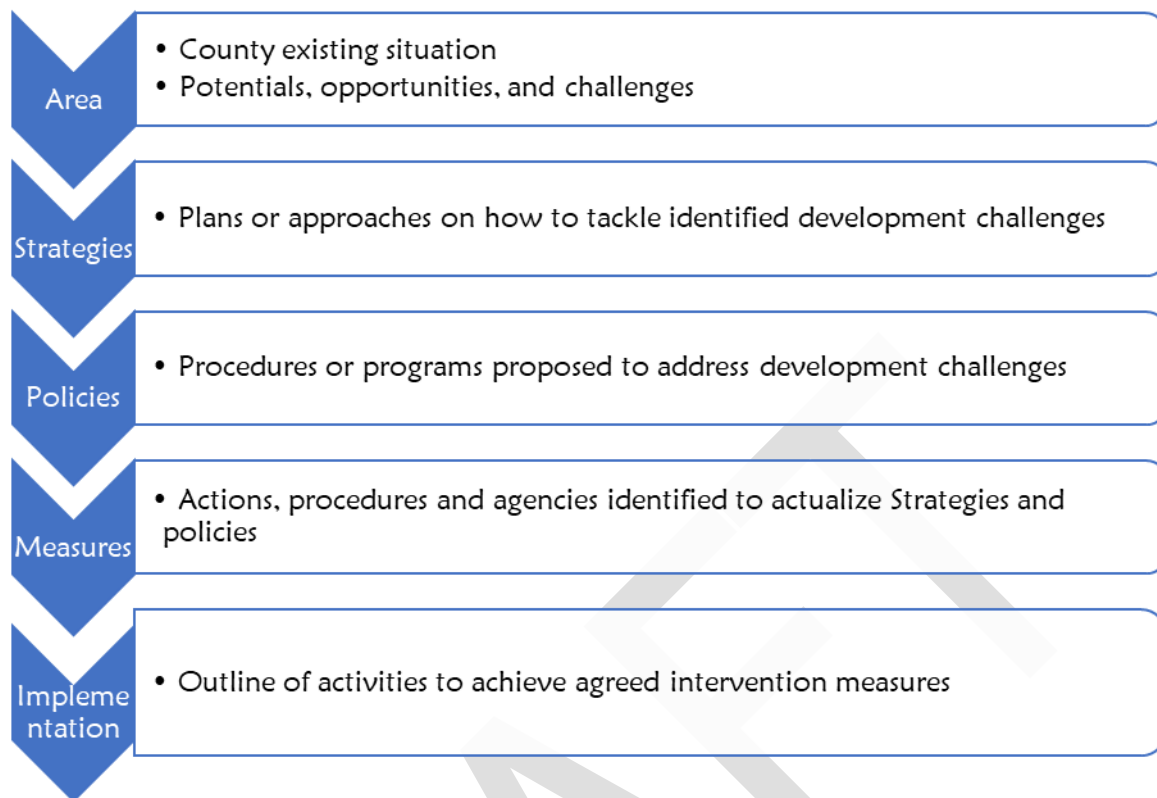 • County existing situation
• Potentials, opportunities, and challenges
Area
• Plans or approaches on how to tackle identified development challenges
Strategies
• Procedures or programs proposed to address development challenges
Policies
• Actions, procedures and agencies identified to actualize Strategies and
policies
Measures
• Outline of activities to achieve agreed intervention measures
Impleme
ntation
AFT